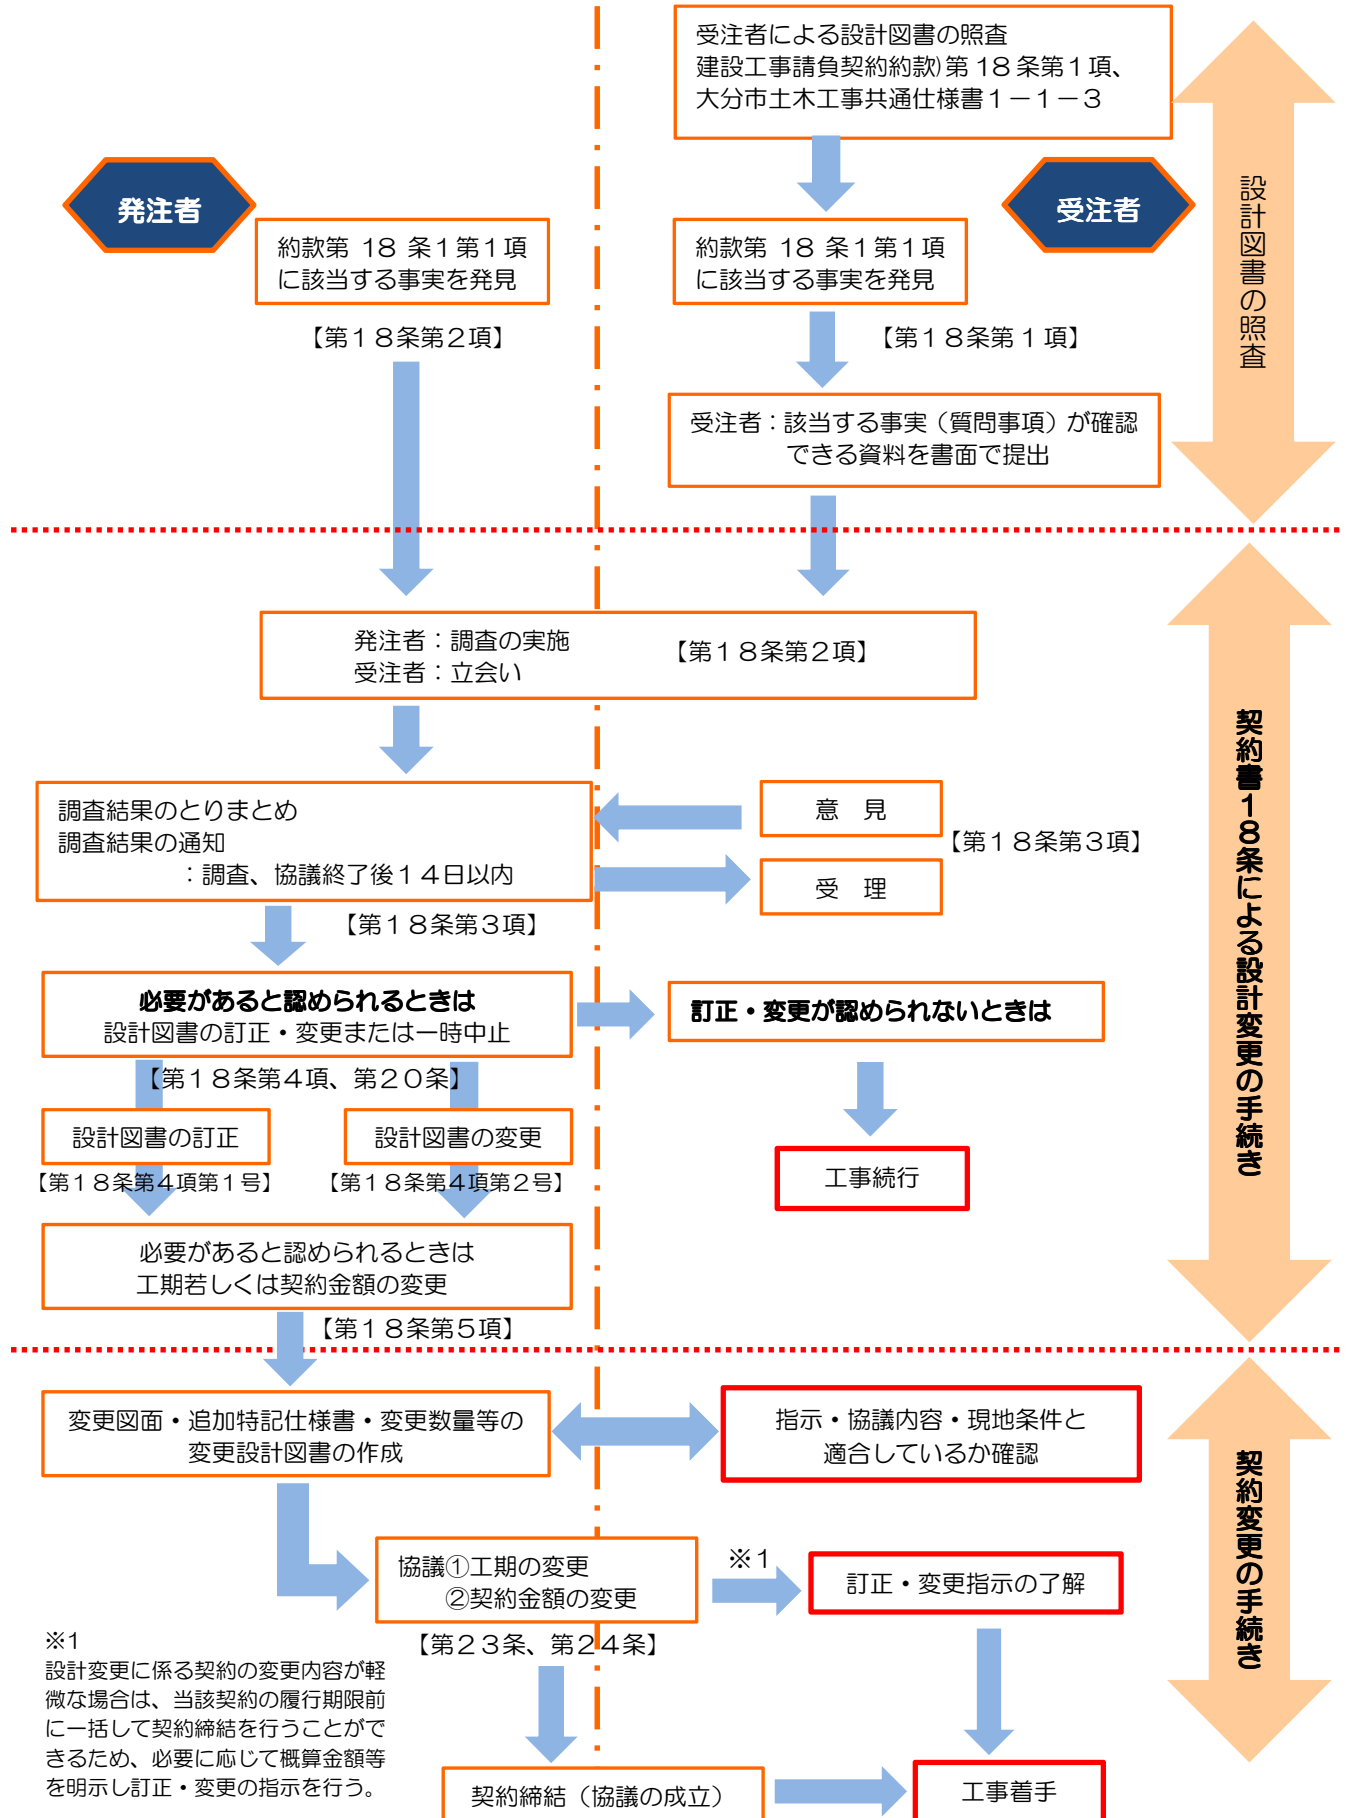 受注者による設計図書の照査
建設工事請負契約約款)第18条第1項、
大分市土木工事共通仕様書1-1-3
発注者
受注者
約款第 18 条1第1項
に該当する事実を発見
約款第 18 条1第1項
に該当する事実を発見
【第18条第2項】
【第18条第1項】
受注者：該当する事実（質問事項）が確認
できる資料を書面で提出
設計図書の照査
発注者：調査の実施
受注者：立会い
【第18条第2項】
調査結果のとりまとめ
調査結果の通知
：調査、協議終了後14日以内
意 見
受 理
【第18条第3項】
【第18条第3項】
必要があると認められるときは
設計図書の訂正・変更または一時中止
訂正・変更が認められないときは
【第18条第4項、第20条】
設計図書の訂正
設計図書の変更
【第18条第4項第1号】
【第18条第4項第2号】
工事続行
必要があると認められるときは
工期若しくは契約金額の変更
【第18条第5項】
契約書18条による設計変更の手続き
変更図面・追加特記仕様書・変更数量等の
変更設計図書の作成
指示・協議内容・現地条件と
適合しているか確認
協議①工期の変更
②契約金額の変更
※1
訂正・変更指示の了解
【第23条、第24条】
※1
設計変更に係る契約の変更内容が軽
微な場合は、当該契約の履行期限前
に一括して契約締結を行うことがで
きるため、必要に応じて概算金額等
を明示し訂正・変更の指示を行う。
契約締結（協議の成立）
工事着手
契約変更の手続き